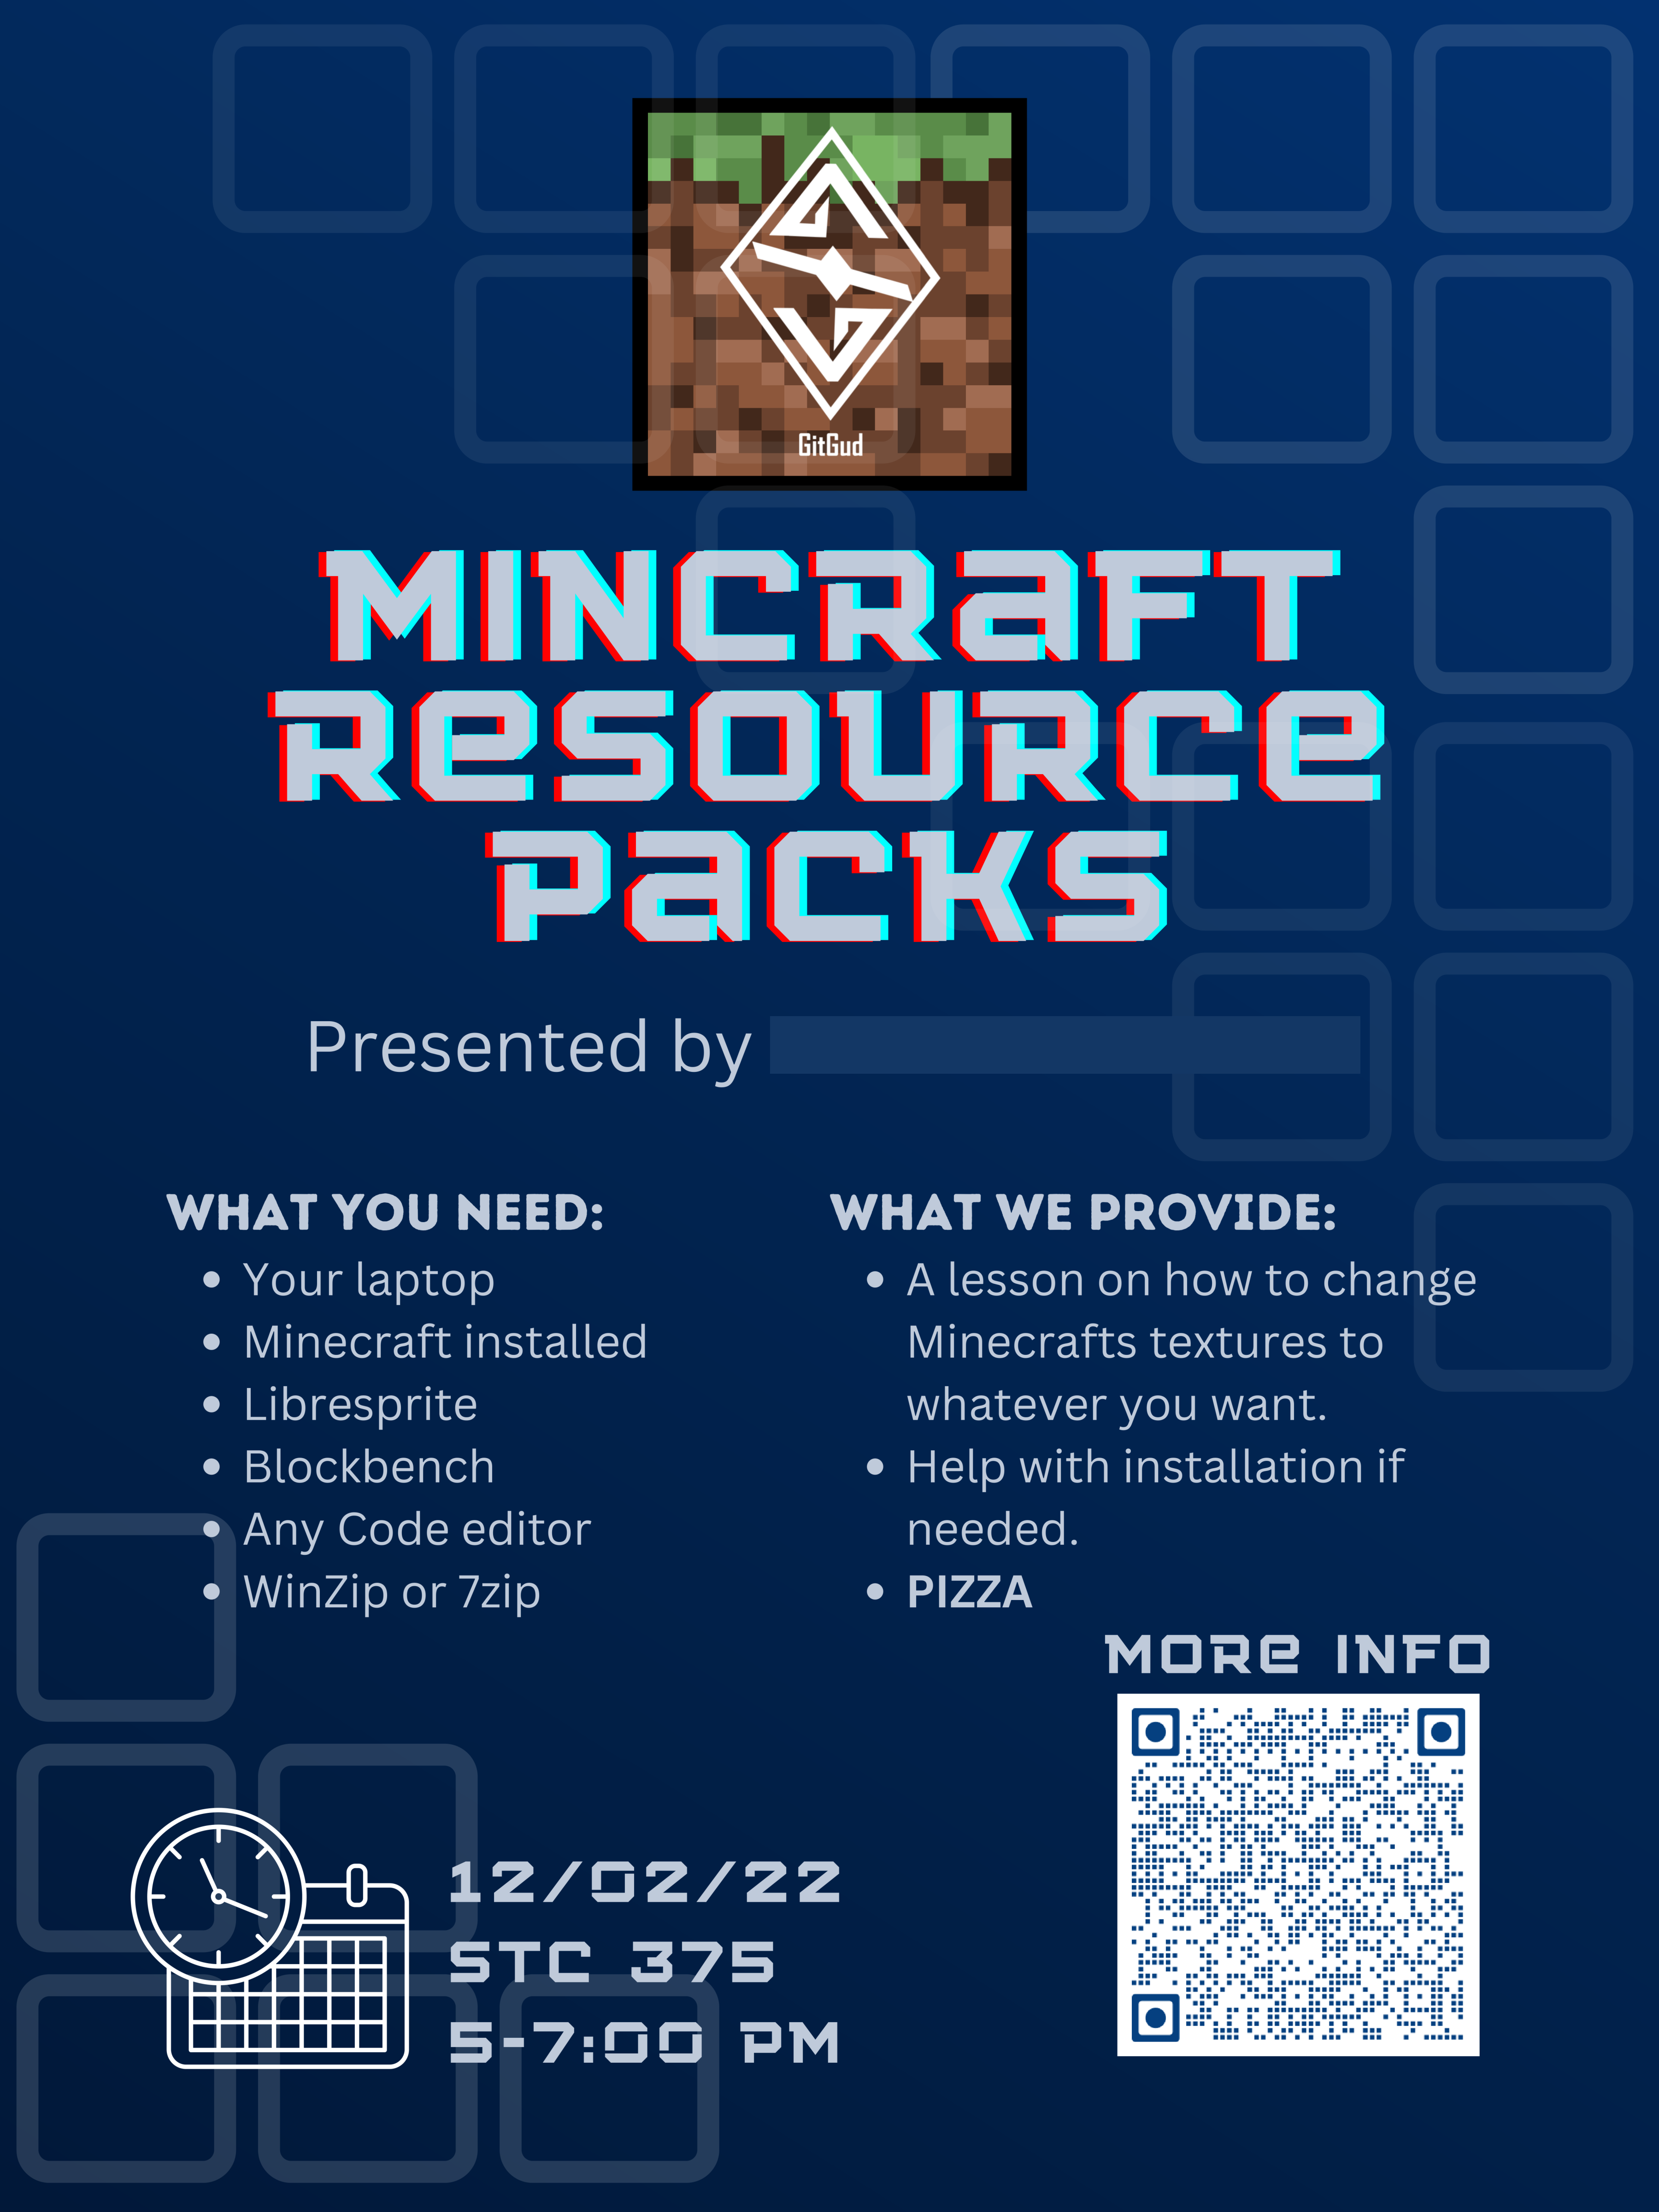 GitGud
MINCRaFT
ReSOURCe
PaCKS
Presented by
WHAT YOU NEED:
• Your laptop
• Minecraft installed
• Libresprite
• Blockbench
• Any Code editor
• WinZip or 7zip
WHAT WE PROVIDE:
• A lesson on how to change
Minecrafts textures to
whatever you want.
• Help with installation if
needed.
• PIZZA
MORe INFO
12/02/22
STC 375
5-7:00 PM